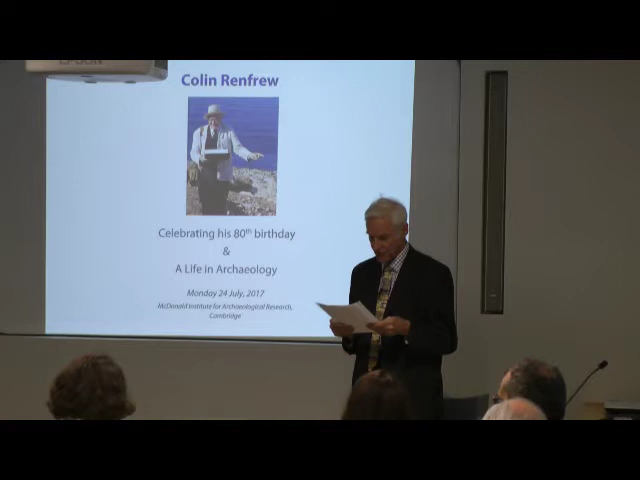 EPSON
Colin Renfrew
Celebrating his 80th birthday
&
A Life in Archaeology
Monday 24 July, 2017
McDonald Institute for Archaeological Research,
Cambridge